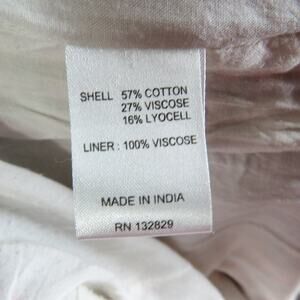 SHELL 57% COTTON
27% VISCOSE
16% LYOCELL
LINER : 100% VISCOSE
MADE IN INDIA
RN 132829